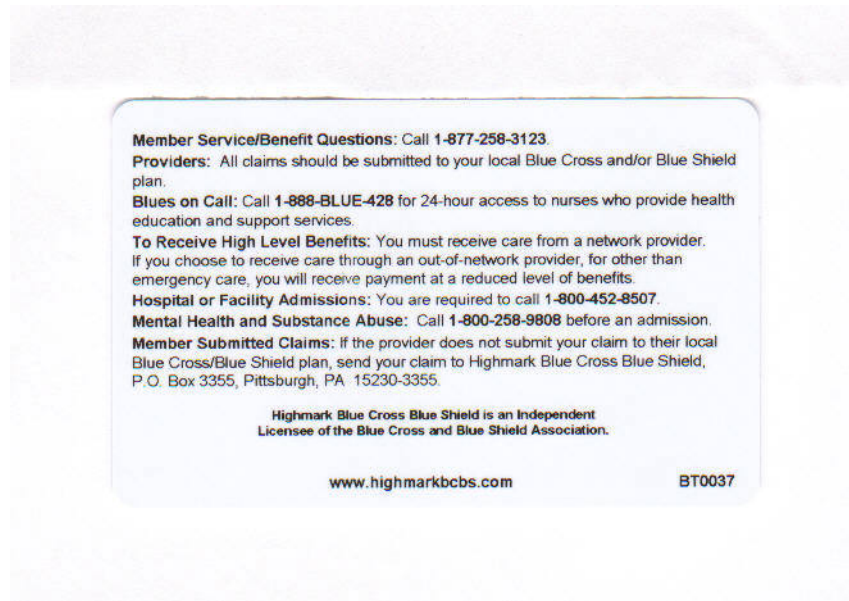 Member Service/Benefit Questions: Call 1-877-258-3123.
Providers: All claims should be submitted to your local Blue Cross and/or Blue Shield
plan.
Blues on Call: Call 1-888-BLUE-428 for 24-hour access to nurses who provide health
education and support services.
To Receive High Level Benefits: You must receive care from a network provider.
If you choose to receive care through an out-of-network provider, for other than
emergency care, you will receive payment at a reduced level of benefits.
Hospital or Facility Admissions: You are required to call 1-800-452-8507.
Mental Health and Substance Abuse: Call 1-800-258-9808 before an admission.
Member Submitted Claims: If the provider does not submit your claim to their local
Blue Cross/Blue Shield plan, send your claim to Highmark Blue Cross Blue Shield,
P.O. Box 3355, Pittsburgh, PA 15230-3355.
Highmark Blue Cross Blue Shield is an Independent
Licensee of the Blue Cross and Blue Shield Association.
www.highmarkbcbs.com BT0037